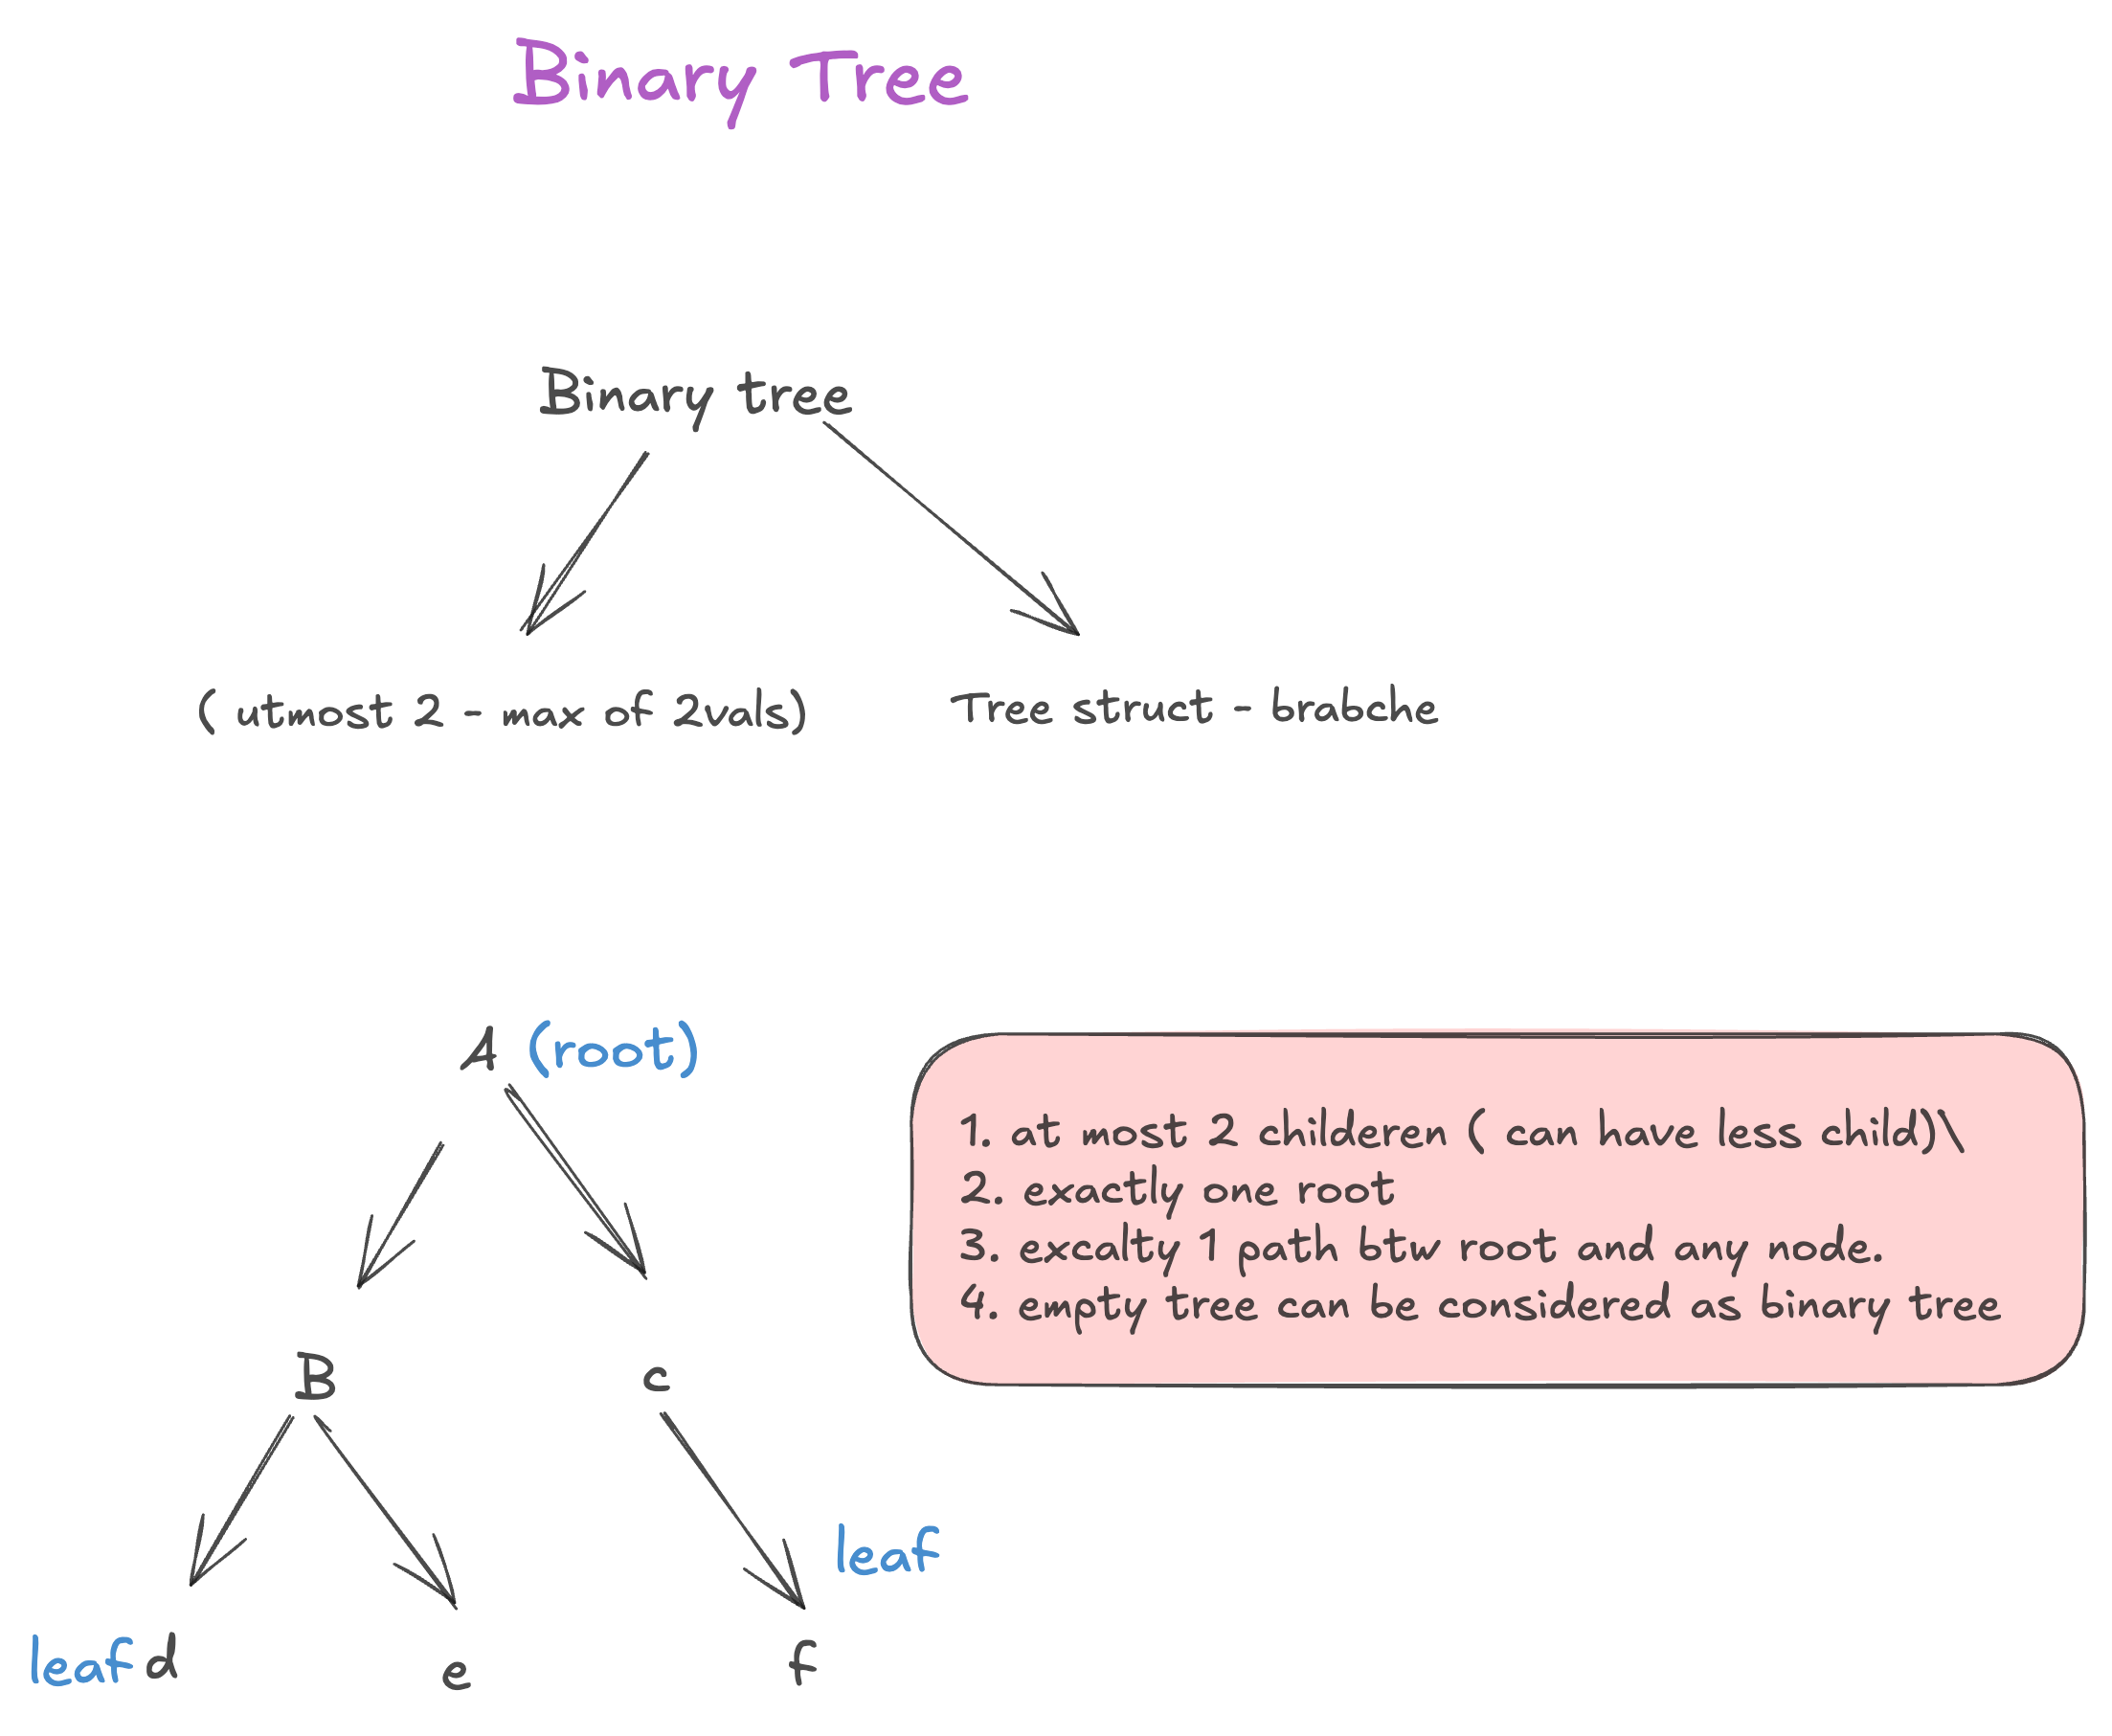 Binary Tree
Binary tree
( utmost 2 - max of 2vals)
Tree struct - brabche
A (root)
1. at most 2 childeren ( can have less child)\
2. exactly one root
3. excalty 1 path btw root and any node.
4. empty tree can be considered as binary tree
B
c
leaf
leaf d
e
f